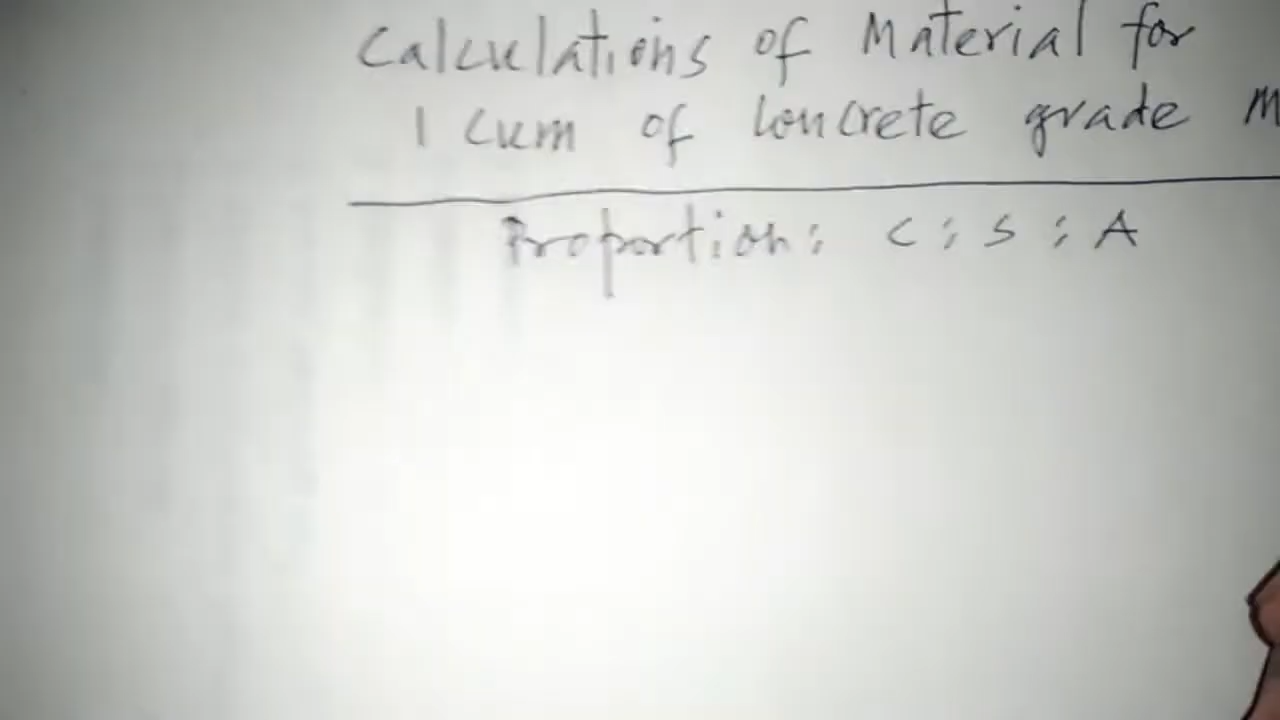 Calculations of Material for
1 Cum of Concrete grade M
Proportion: C : S : A